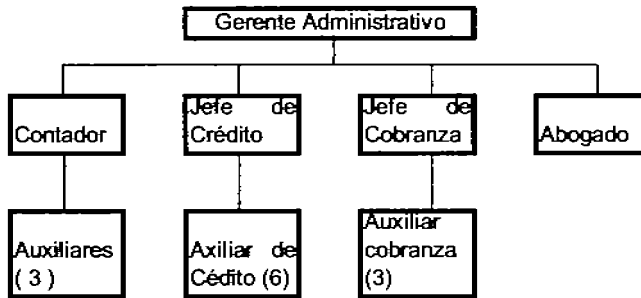 Gerente Administrativo
Contador
Jefe de
Crédito
Jefe de
Cobranza
Abogado
Auxiliares
( 3 )
Axiliar de
Cédito (6)
Auxiliar
cobranza
(3)